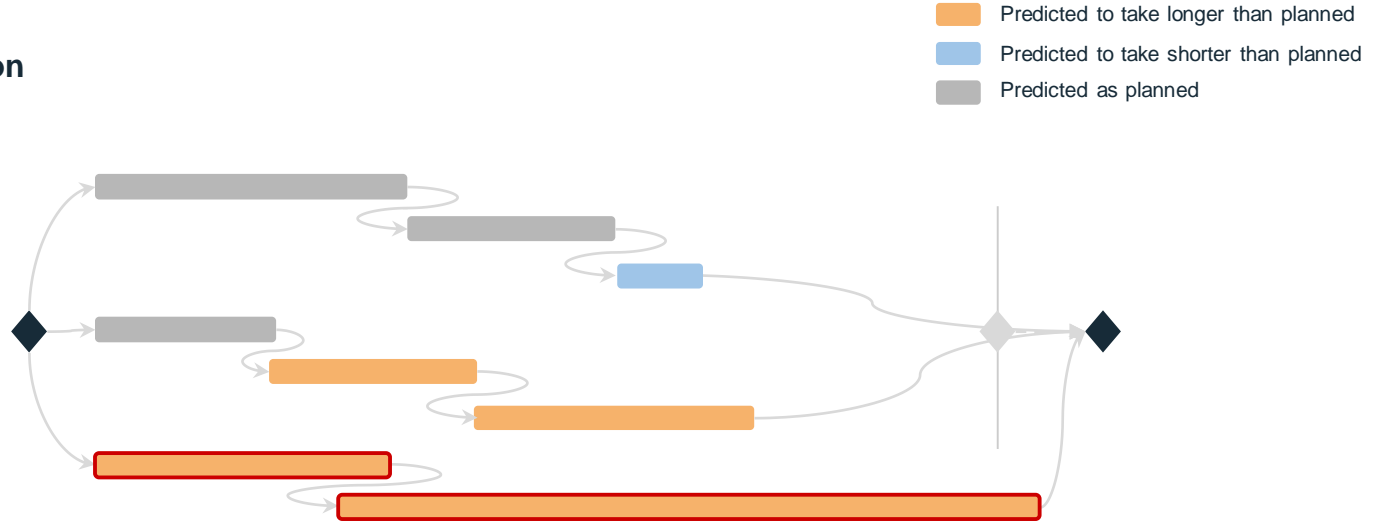 Predicted to take longer than planned
on
Predicted to take shorter than planned
Predicted as planned